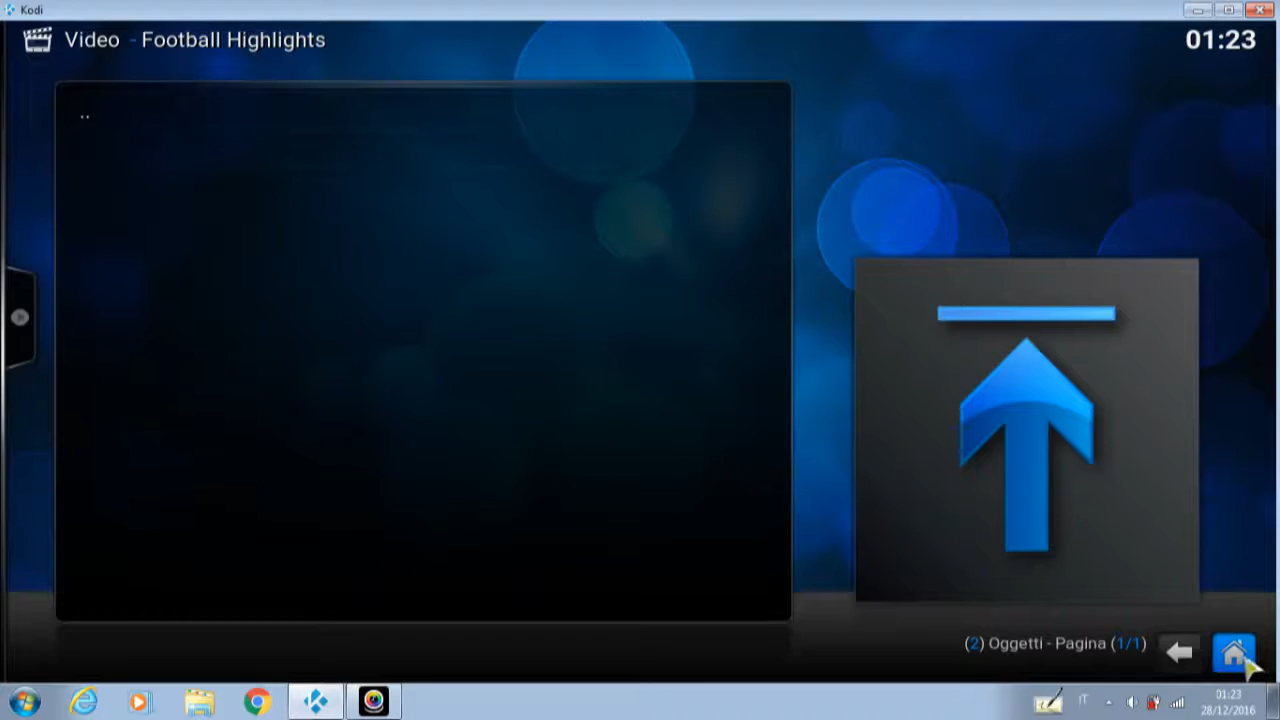 Kodi
Video - Football Highlights
01:23
..
(2) Oggetti - Pagina (1/1)
IT
01:23
28/12/2016